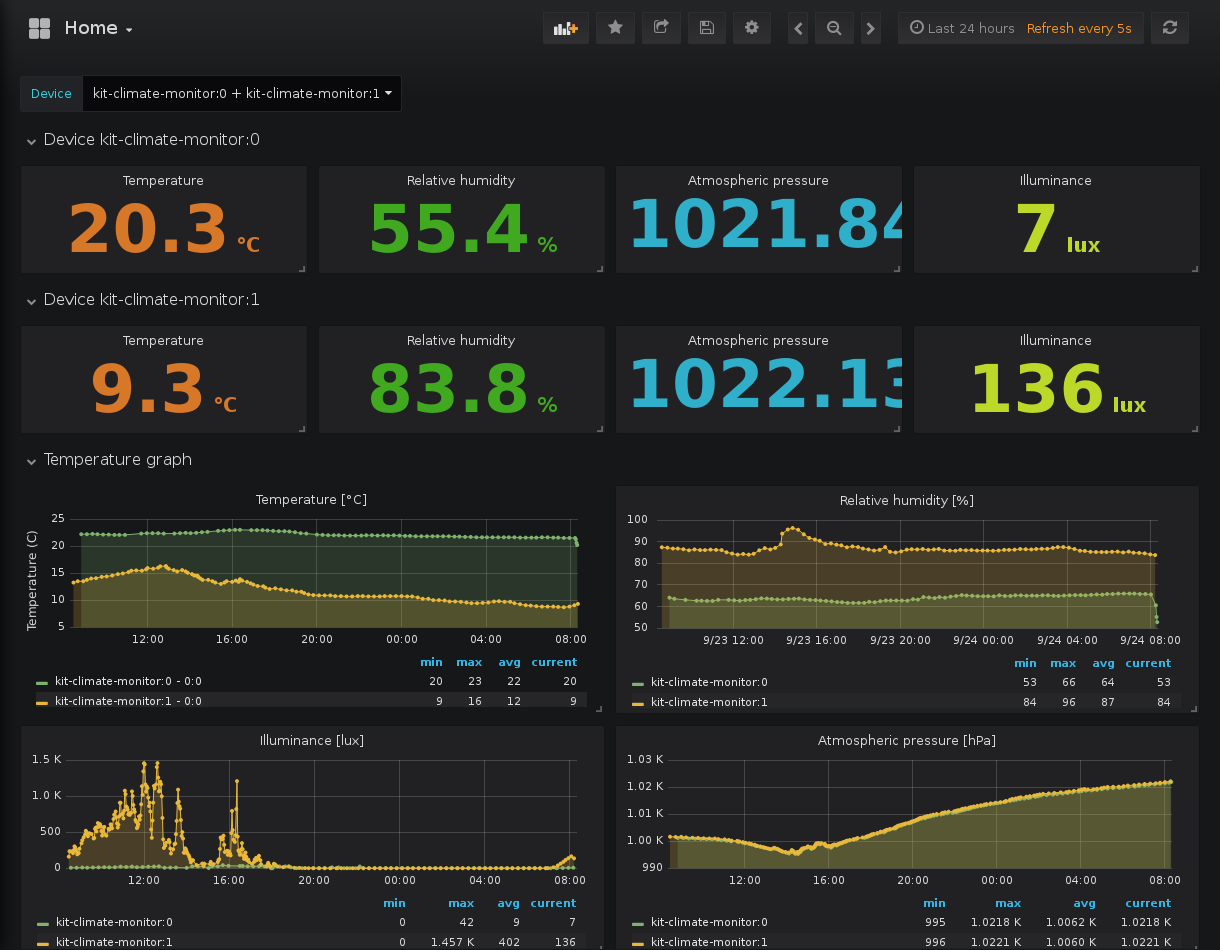 Home
Last 24 hours Refresh every 5s
Device kit-climate-monitor:0 + kit-climate-monitor:1
Device kit-climate-monitor:0
Temperature Relative humidity Atmospheric pressure Illuminance
20.3 °C 55.4 % 1021.84 7 lux
Device kit-climate-monitor:1
Temperature Relative humidity Atmospheric pressure Illuminance
9.3 °C 83.8 % 1022.13 136 lux
Temperature graph
Temperature [°C]
Temperature (C)
25
20
15
10
5
12:00 16:00 20:00 00:00 04:00 08:00
min max avg current
kit-climate-monitor:0 - 0:0 20 23 22 20
kit-climate-monitor:1 - 0:0 9 16 12 9
Relative humidity [%]
100
90
80
70
60
50
9/23 12:00 9/23 16:00 9/23 20:00 9/24 00:00 9/24 04:00 9/24 08:00
min max avg current
kit-climate-monitor:0 53 66 64 53
kit-climate-monitor:1 84 96 87 84
Illuminance [lux]
1.5 K
1.0 K
500
0
12:00 16:00 20:00 00:00 04:00 08:00
min max avg current
kit-climate-monitor:0 0 42 9 7
kit-climate-monitor:1 0 1.457 K 402 136
Atmospheric pressure [hPa]
1.03 K
1.02 K
1.01 K
1.00 K
990
12:00 16:00 20:00 00:00 04:00 08:00
min max avg current
kit-climate-monitor:0 995 1.0218 K 1.0062 K 1.0218 K
kit-climate-monitor:1 996 1.0221 K 1.0060 K 1.0221 K